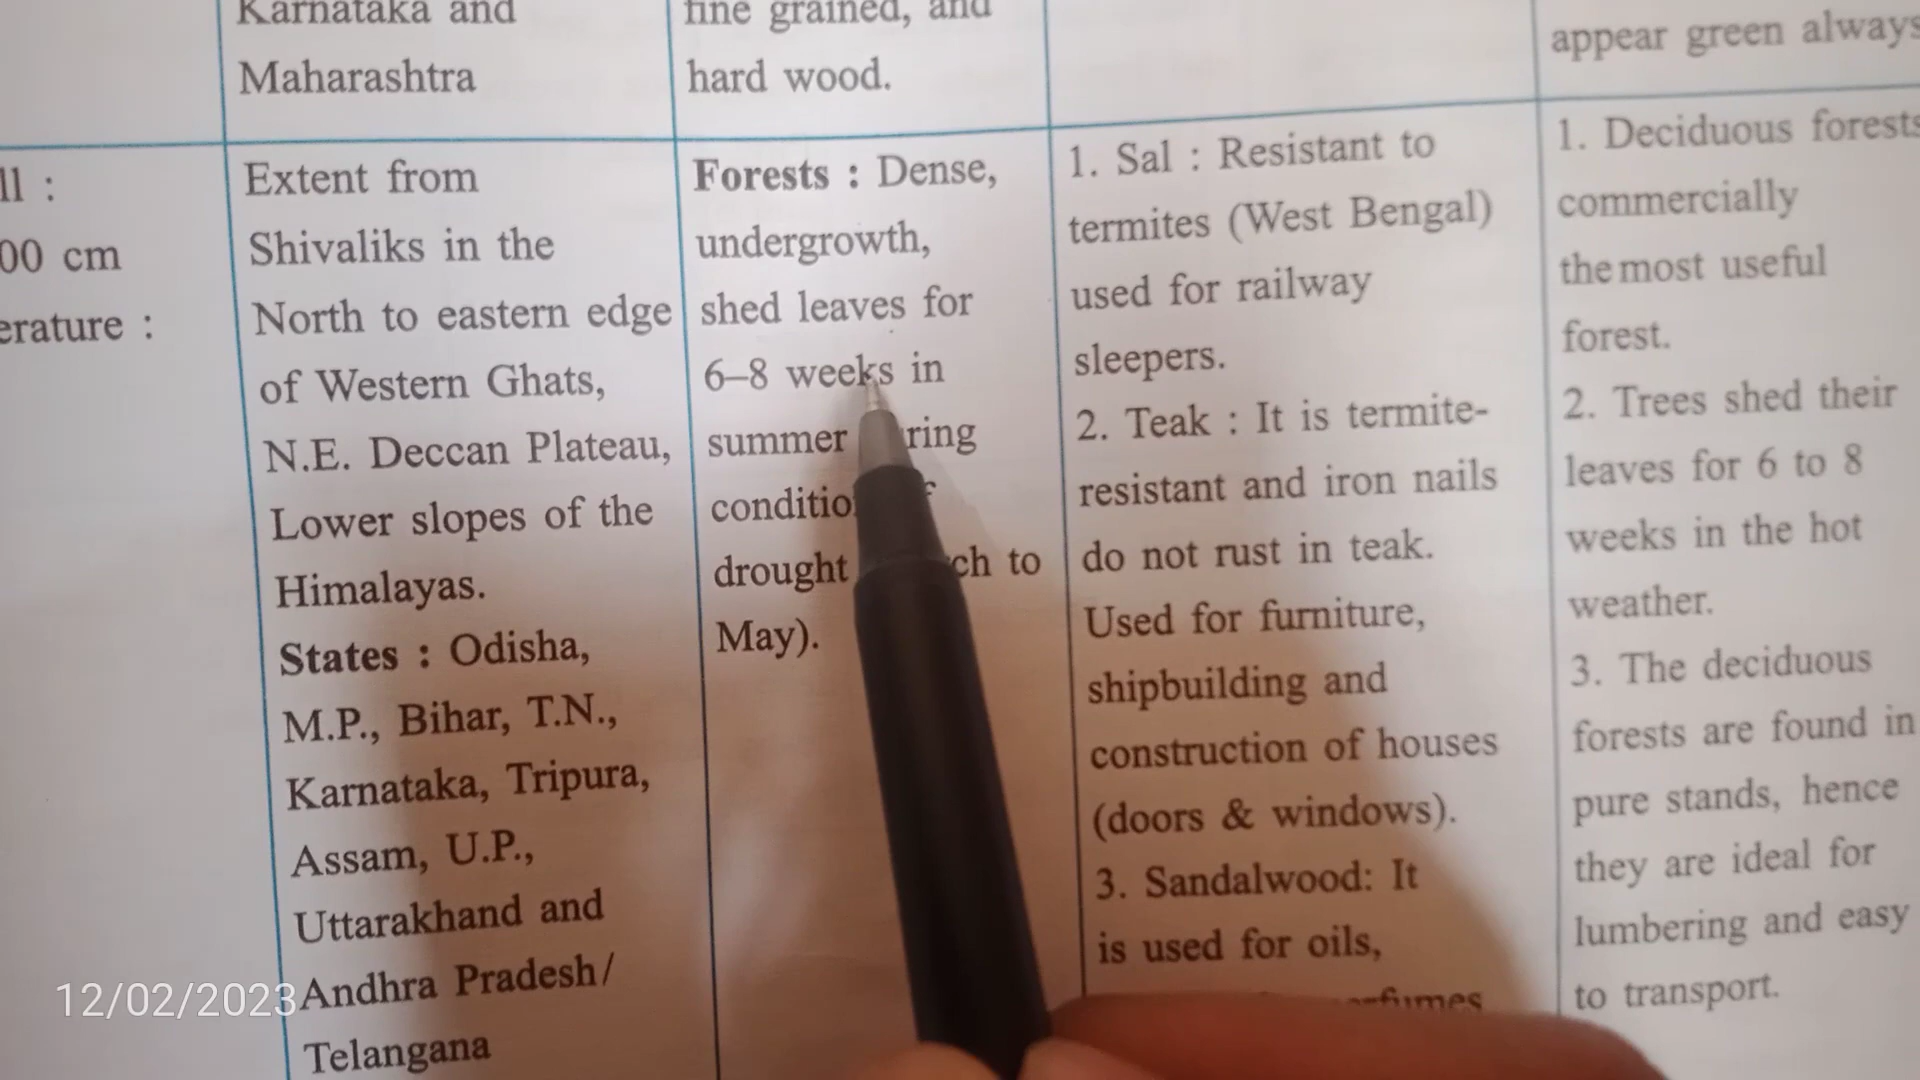 Karnataka and
Maharashtra
fine grained, and
hard wood.
appear green always
ll :
00 cm
erature :
Extent from
Shivaliks in the
North to eastern edge
of Western Ghats,
N.E. Deccan Plateau,
Lower slopes of the
Himalayas.
States : Odisha,
M.P., Bihar, T.N.,
Karnataka, Tripura,
Assam, U.P.,
Uttarakhand and
Andhra Pradesh/
Telangana
Forests : Dense,
undergrowth,
shed leaves for
6–8 weeks in
summer
drought
to
May).
1. Sal : Resistant to
termites (West Bengal)
used for railway
sleepers.
2. Teak : It is termite-
resistant and iron nails
do not rust in teak.
Used for furniture,
shipbuilding and
construction of houses
(doors & windows).
3. Sandalwood: It
is used for oils,
1. Deciduous forests
commercially
the most useful
forest.
2. Trees shed their
leaves for 6 to 8
weeks in the hot
weather.
3. The deciduous
forests are found in
pure stands, hence
they are ideal for
lumbering and easy
to transport.
12/02/2023